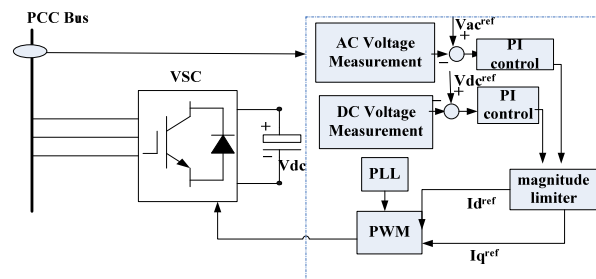 PCC Bus
Vac^ref
+
AC Voltage
Measurement
−
PI
control
VSC
Vdc^ref
+
−
DC Voltage
Measurement
PI
control
+
−
Vdc
PLL
magnitude
limiter
Id^ref
PWM
Iq^ref